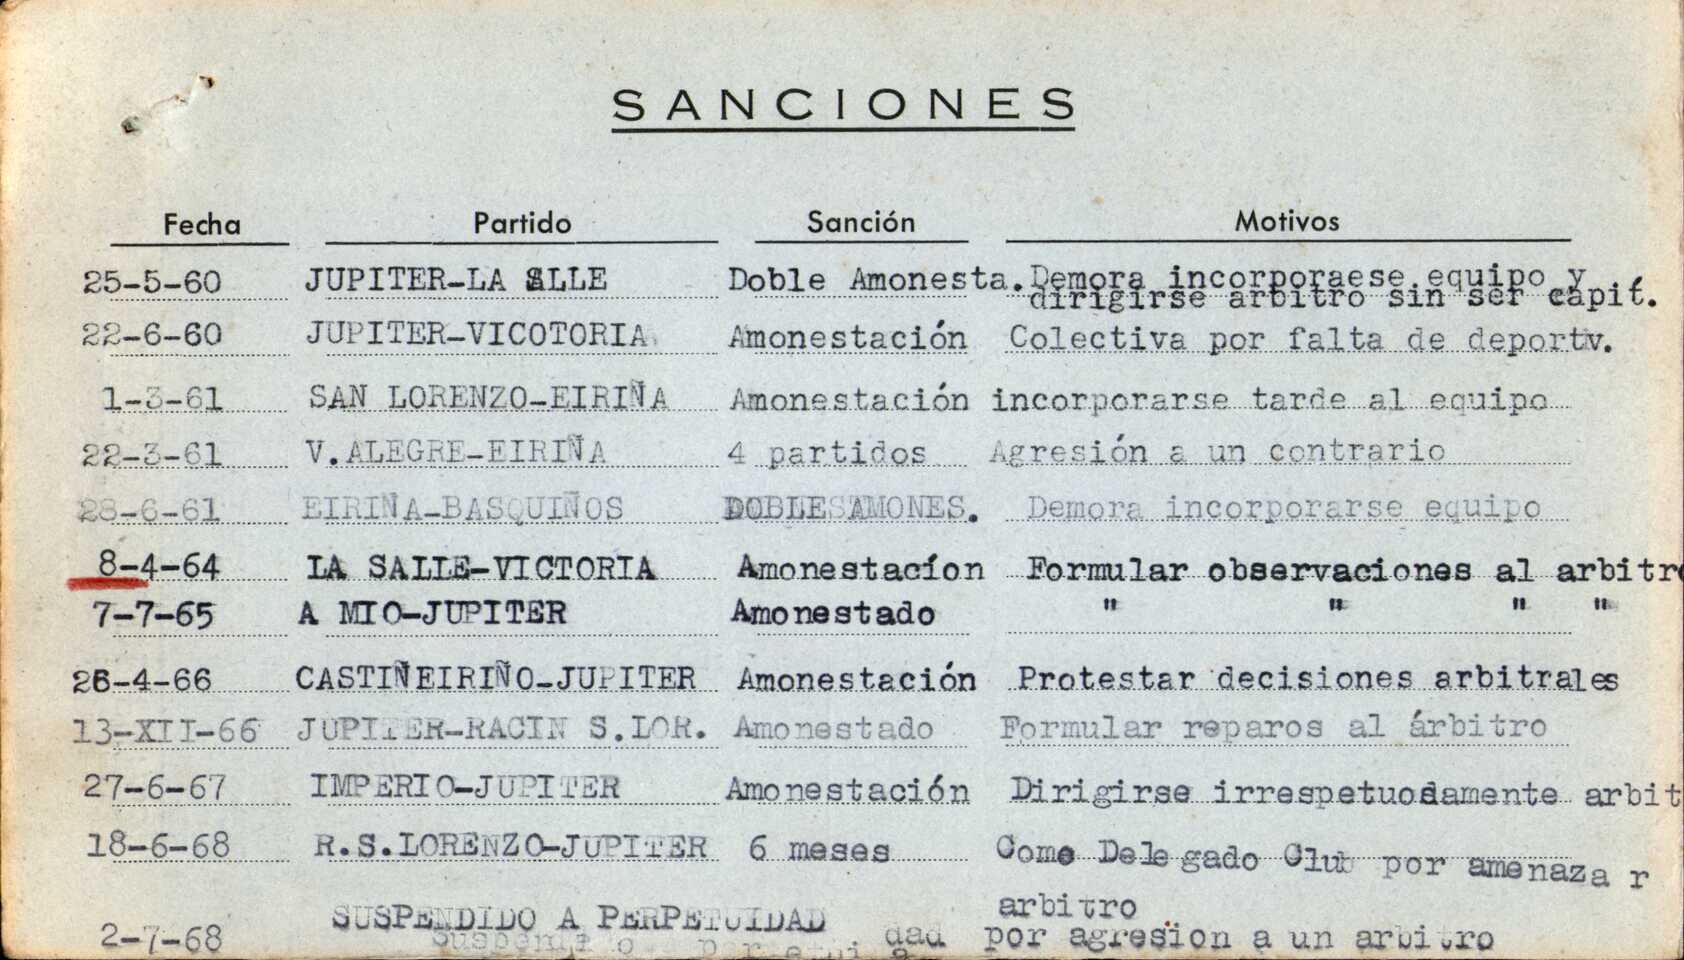 SANCIONES
Fecha Partido Sanción Motivos
25-5-60 JUPITER-LA SALLE Doble Amonesta. Demora incorporaese equipo y
dirigirse arbitro sin ser capit.
22-6-60 JUPITER-VICOTORIA Amonestación Colectiva por falta de deportv.
1-3-61 SAN LORENZO-EIRIÑA Amonestación incorporarse tarde al equipo
22-3-61 V.ALEGRE-EIRIÑA 4 partidos Agresión a un contrario
28-6-61 EIRIÑA-BASQUIÑOS DOBLESAMONES. Demora incorporarse equipo
8-4-64 LA SALLE-VICTORIA Amonestacíon Formular observaciones al arbitro
7-7-65 A MIO-JUPITER Amonestado " " " "
26-4-66 CASTIÑEIRIÑO-JUPITER Amonestación Protestar decisiones arbitrales
13-XII-66 JUPITER-RACIN S.LOR. Amonestado Formular reparos al árbitro
27-6-67 IMPERIO-JUPITER Amonestación Dirigirse irrespetuosamente arbit
18-6-68 R.S.LORENZO-JUPITER 6 meses Como Delegado Club por amenaza r
arbitro
SUSPENDIDO A PERPETUIDAD
2-7-68 dad por agresion a un arbitro